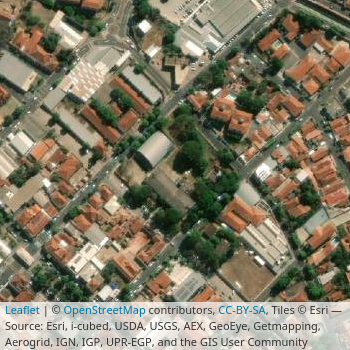 Leaflet | © OpenStreetMap contributors, CC-BY-SA, Tiles © Esri —
Source: Esri, i-cubed, USDA, USGS, AEX, GeoEye, Getmapping,
Aerogrid, IGN, IGP, UPR-EGP, and the GIS User Community